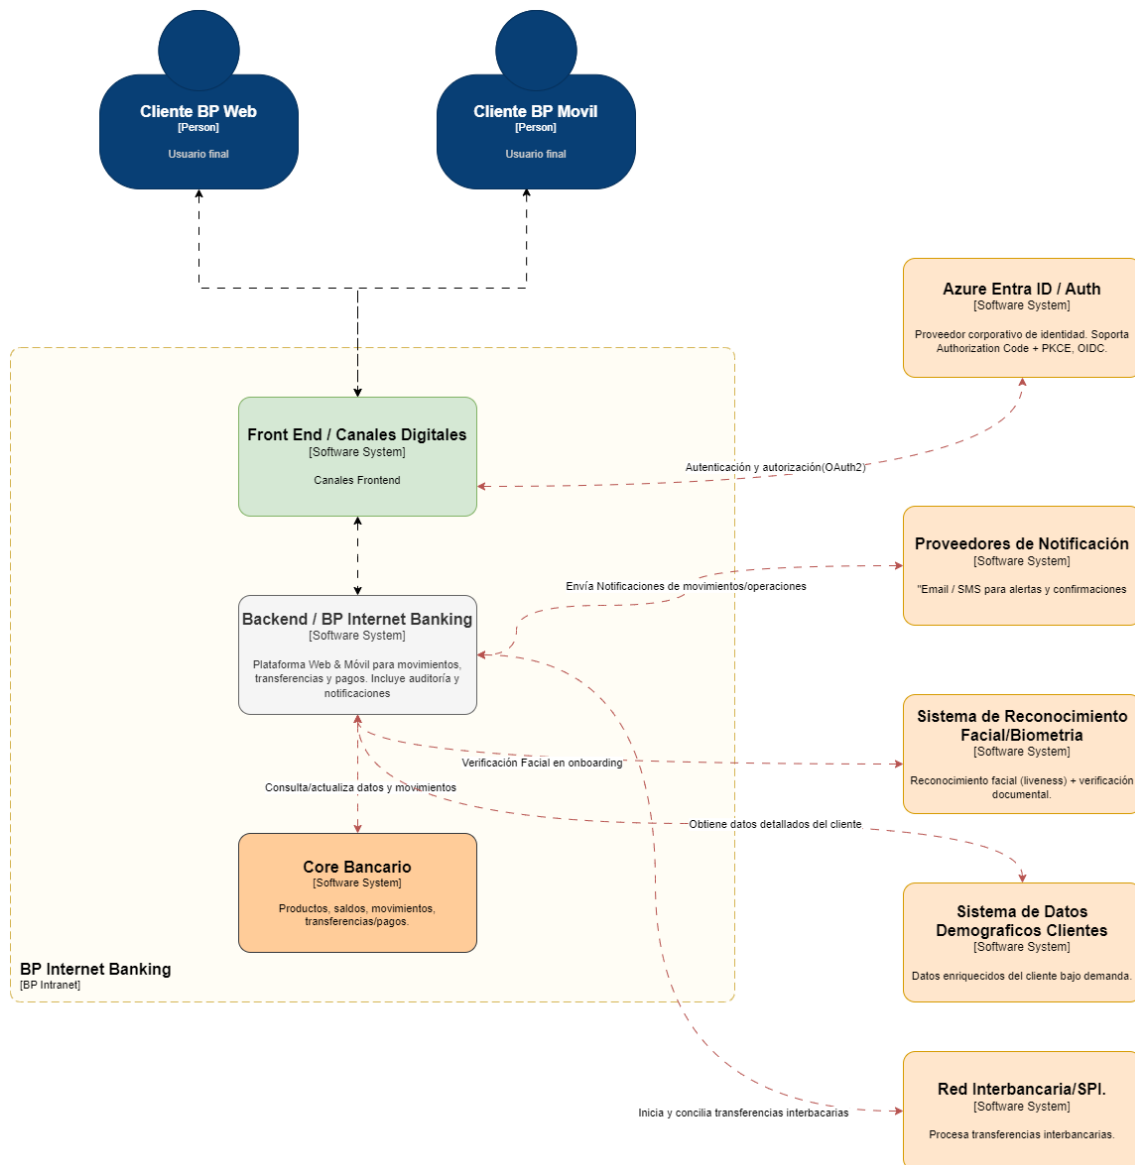 Cliente BP Web
[Person]
Usuario final
Cliente BP Movil
[Person]
Usuario final
Azure Entra ID / Auth
[Software System]
Proveedor corporativo de identidad. Soporta
Authorization Code + PKCE, OIDC.
Front End / Canales Digitales
[Software System]
Canales Frontend
Autenticación y autorización(OAuth2)
Proveedores de Notificación
[Software System]
"Email / SMS para alertas y confirmaciones
Envía Notificaciones de movimientos/operaciones
Backend / BP Internet Banking
[Software System]
Plataforma Web & Móvil para movimientos,
transferencias y pagos. Incluye auditoría y
notificaciones
Sistema de Reconocimiento
Facial/Biometria
[Software System]
Reconocimiento facial (liveness) + verificación
documental.
Verificación Facial en onboarding
Consulta/actualiza datos y movimientos
Obtiene datos detallados del cliente
Core Bancario
[Software System]
Productos, saldos, movimientos,
transferencias/pagos.
Sistema de Datos
Demograficos Clientes
[Software System]
Datos enriquecidos del cliente bajo demanda.
BP Internet Banking
[BP Intranet]
Red Interbancaria/SPI.
[Software System]
Procesa transferencias interbancarias.
Inicia y concilia transferencias interbacarias